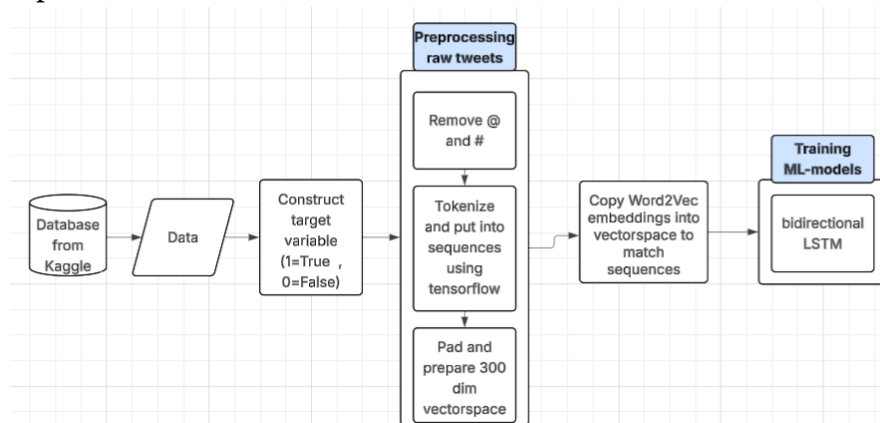 Database
from
Kaggle
Data
Construct
target
variable
(1=True ,
0=False)
Preprocessing
raw tweets
Remove @
and #
Tokenize
and put into
sequences
using
tensorflow
Pad and
prepare 300
dim
vectorspace
Copy Word2Vec
embeddings into
vectorspace to
match
sequences
Training
ML-models
bidirectional
LSTM